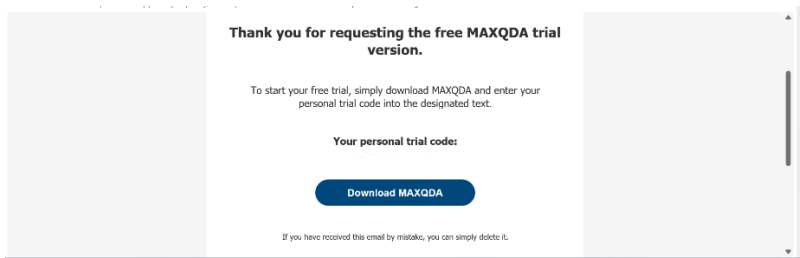 Thank you for requesting the free MAXQDA trial
version.
To start your free trial, simply download MAXQDA and enter your
personal trial code into the designated text.
Your personal trial code:
Download MAXQDA
If you have received this email by mistake, you can simply delete it.